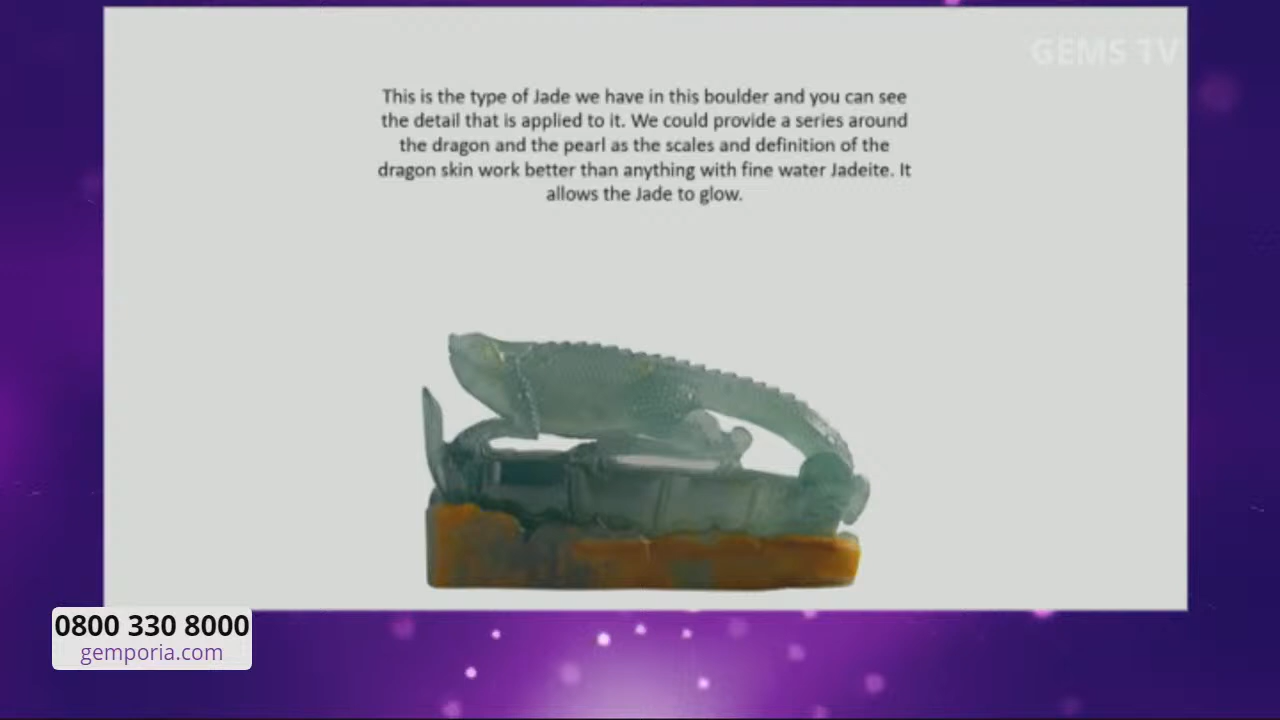 GEMS TV
This is the type of Jade we have in this boulder and you can see
the detail that is applied to it. We could provide a series around
the dragon and the pearl as the scales and definition of the
dragon skin work better than anything with fine water Jadeite. It
allows the Jade to glow.
0800 330 8000
gemporia.com